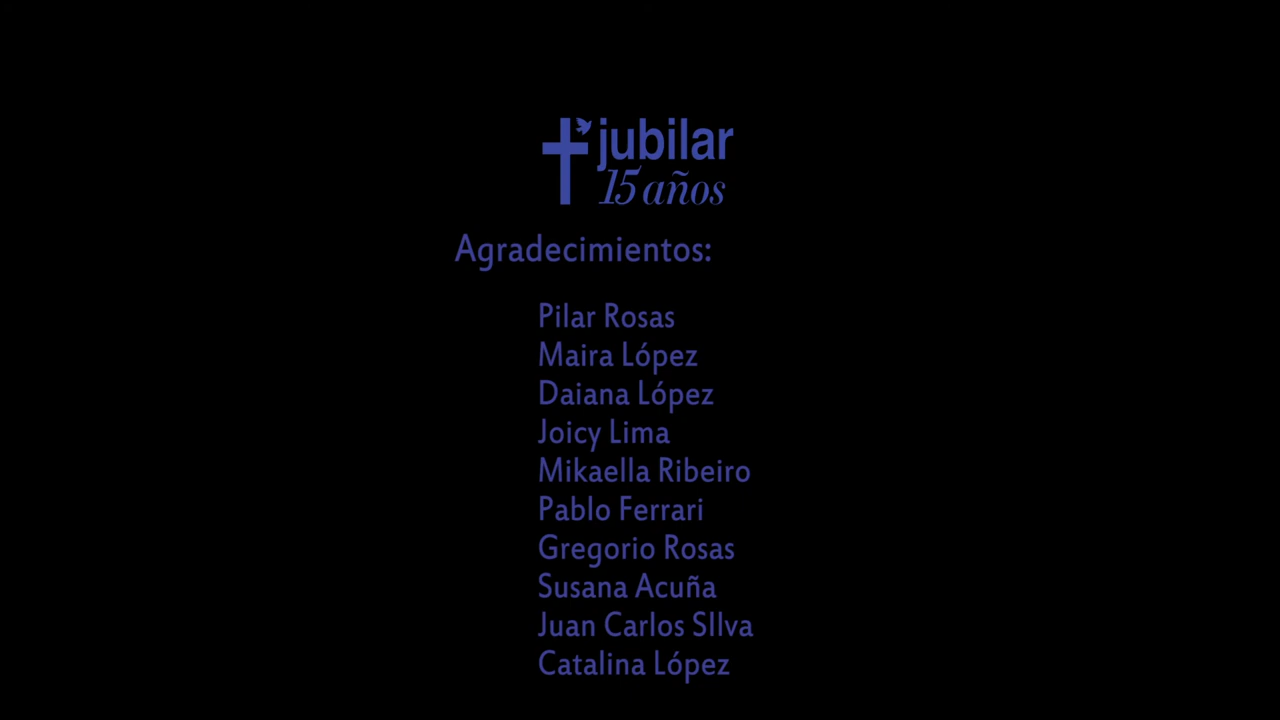 jubilar
15 años
Agradecimientos:
Pilar Rosas
Maira López
Daiana López
Joicy Lima
Mikaella Ribeiro
Pablo Ferrari
Gregorio Rosas
Susana Acuña
Juan Carlos SIlva
Catalina López